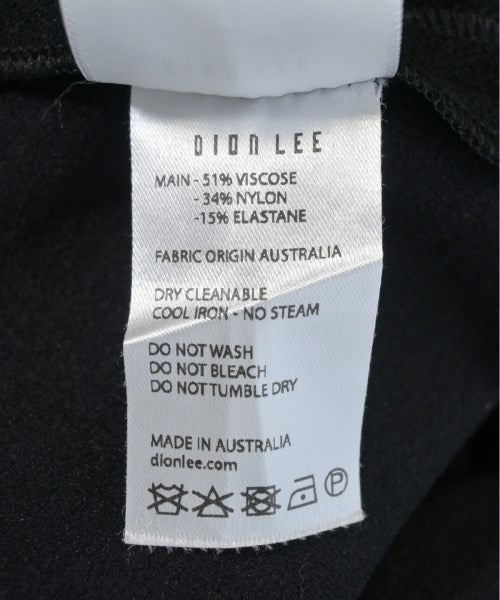 DION LEE
MAIN - 51% VISCOSE
- 34% NYLON
-15% ELASTANE
FABRIC ORIGIN AUSTRALIA
DRY CLEANABLE
COOL IRON - NO STEAM
DO NOT WASH
DO NOT BLEACH
DO NOT TUMBLE DRY
MADE IN AUSTRALIA
dionlee.com
P